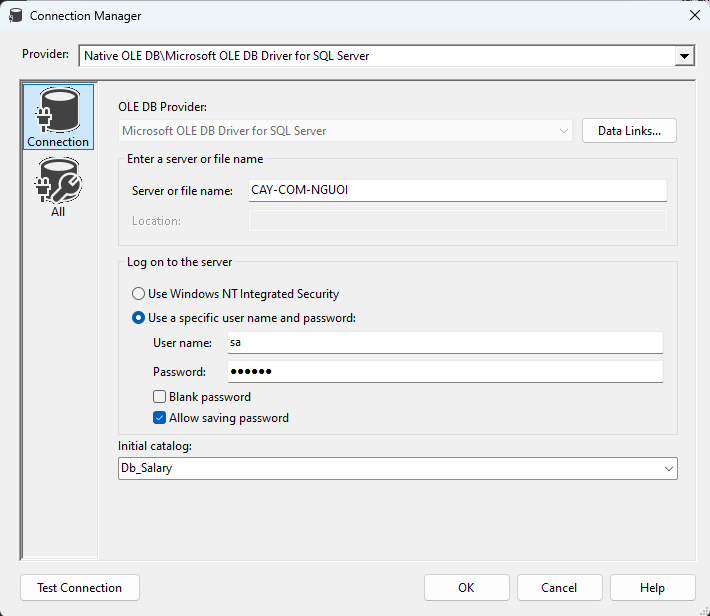 Connection Manager
Provider: Native OLE DB\Microsoft OLE DB Driver for SQL Server
Connection
All
OLE DB Provider:
Microsoft OLE DB Driver for SQL Server
Data Links...
Enter a server or file name
Server or file name: CAY-COM-NGUOI
Location:
Log on to the server
Use Windows NT Integrated Security
Use a specific user name and password:
User name: sa
Password: ●●●●●●
Blank password
Allow saving password
Initial catalog:
Db_Salary
Test Connection OK Cancel Help